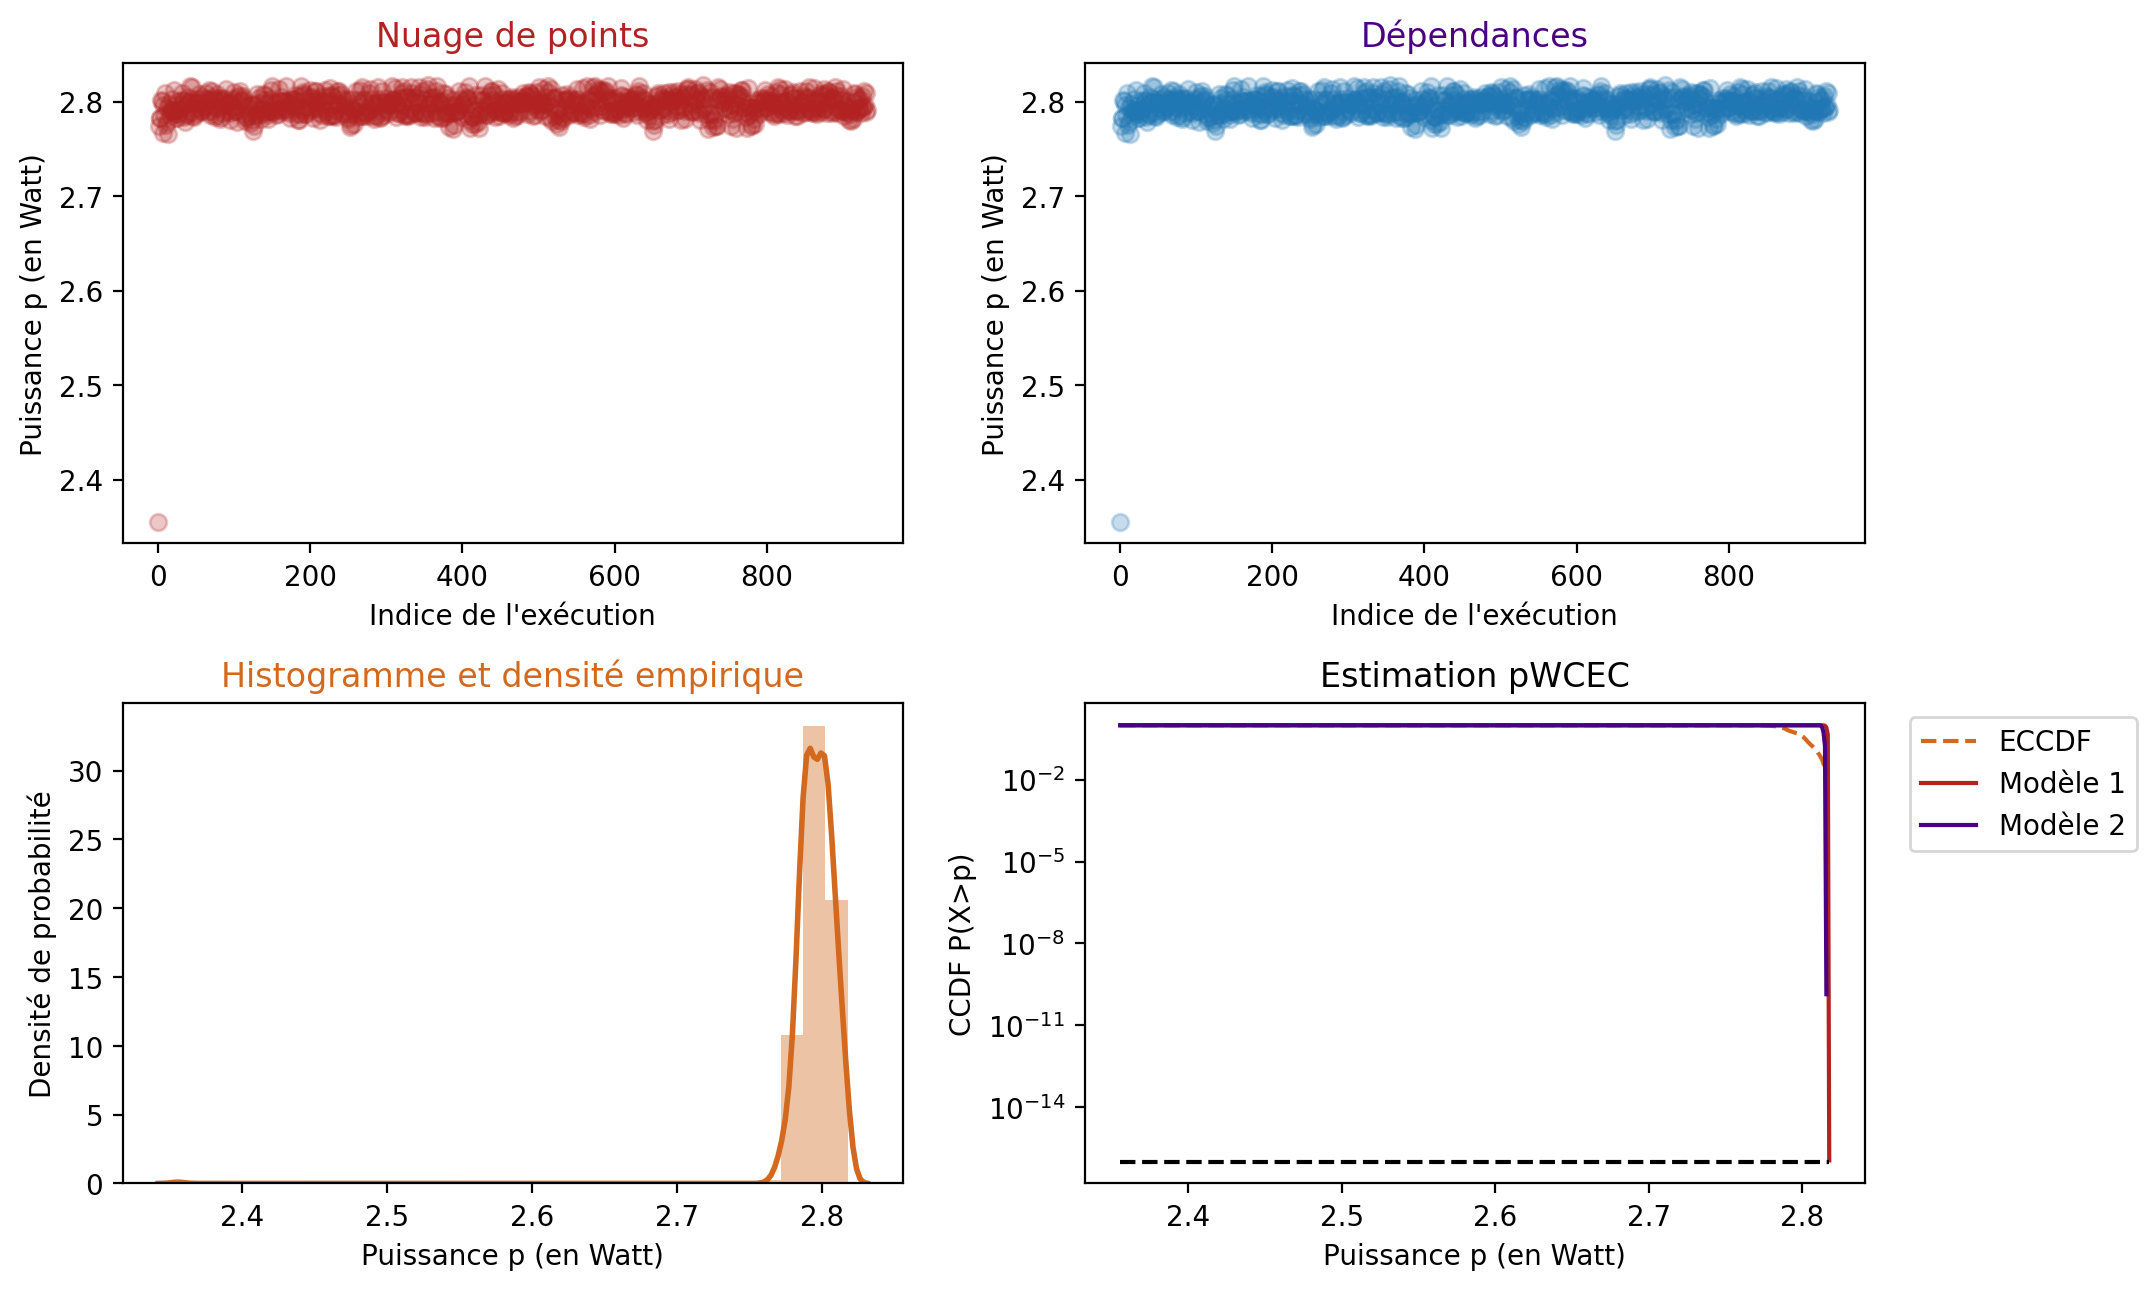 Nuage de points
Puissance p (en Watt)
2.8
2.7
2.6
2.5
2.4
0 200 400 600 800
Indice de l'exécution
Dépendances
Puissance p (en Watt)
2.8
2.7
2.6
2.5
2.4
0 200 400 600 800
Indice de l'exécution
Histogramme et densité empirique
Densité de probabilité
30
25
20
15
10
5
0
2.4 2.5 2.6 2.7 2.8
Puissance p (en Watt)
Estimation pWCEC
CCDF P(X>p)
10⁻²
10⁻⁵
10⁻⁸
10⁻¹¹
10⁻¹⁴
2.4 2.5 2.6 2.7 2.8
Puissance p (en Watt)
ECCDF
Modèle 1
Modèle 2